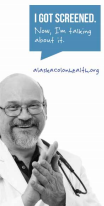 I GOT SCREENED.
Now, I'm talking
about it.
alaskacolonhealth.org